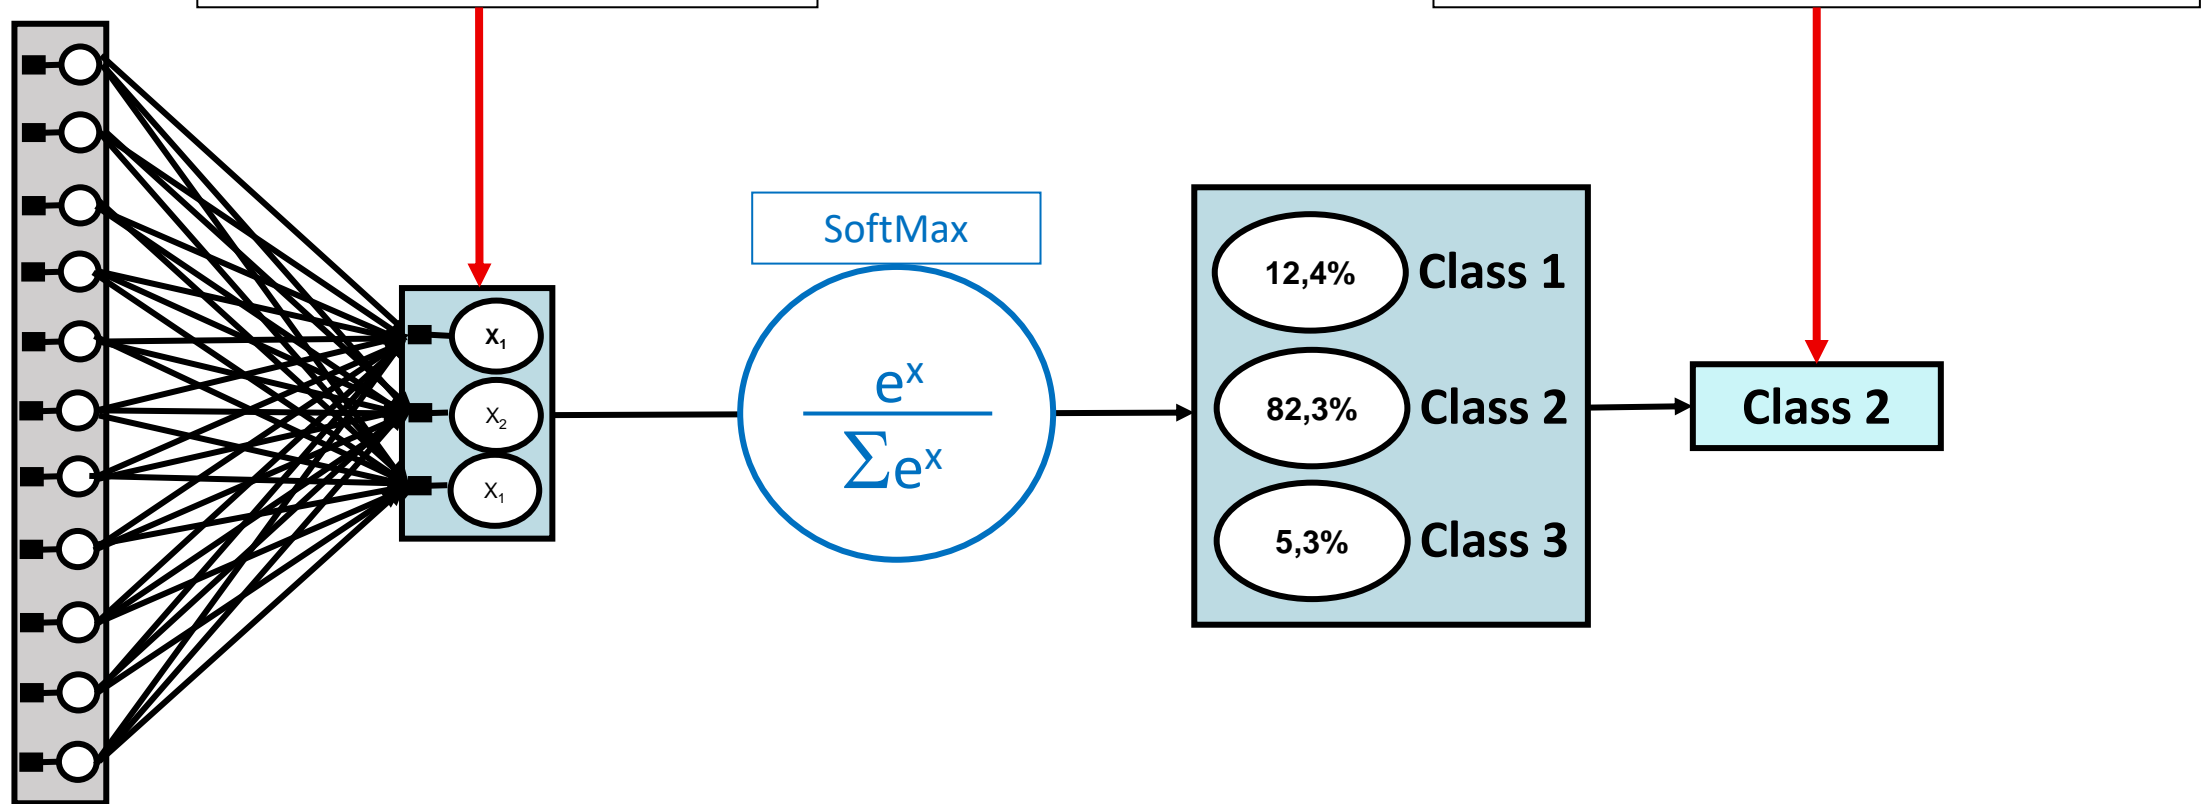 SoftMax
x₁
X₂
X₁
eˣ
∑eˣ
12,4% Class 1
82,3% Class 2
5,3% Class 3
Class 2